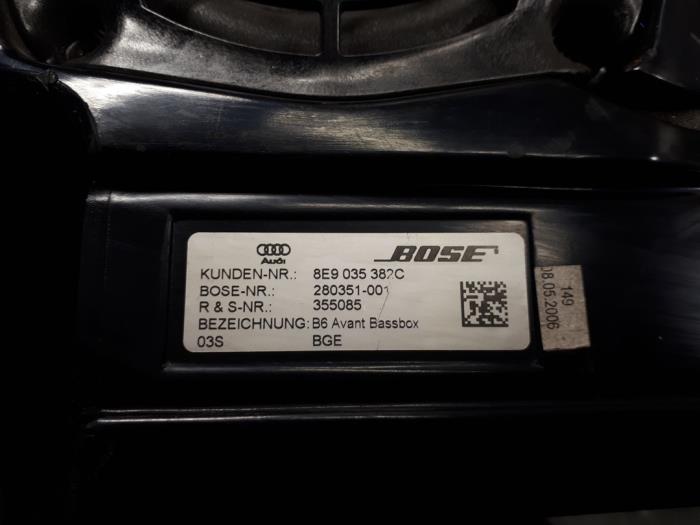 Audi
BOSE
KUNDEN-NR.: 8E9 035 382C
BOSE-NR.: 280351-001
R & S-NR.: 355085
BEZEICHNUNG: B6 Avant Bassbox
03S BGE
149
08.05.2006